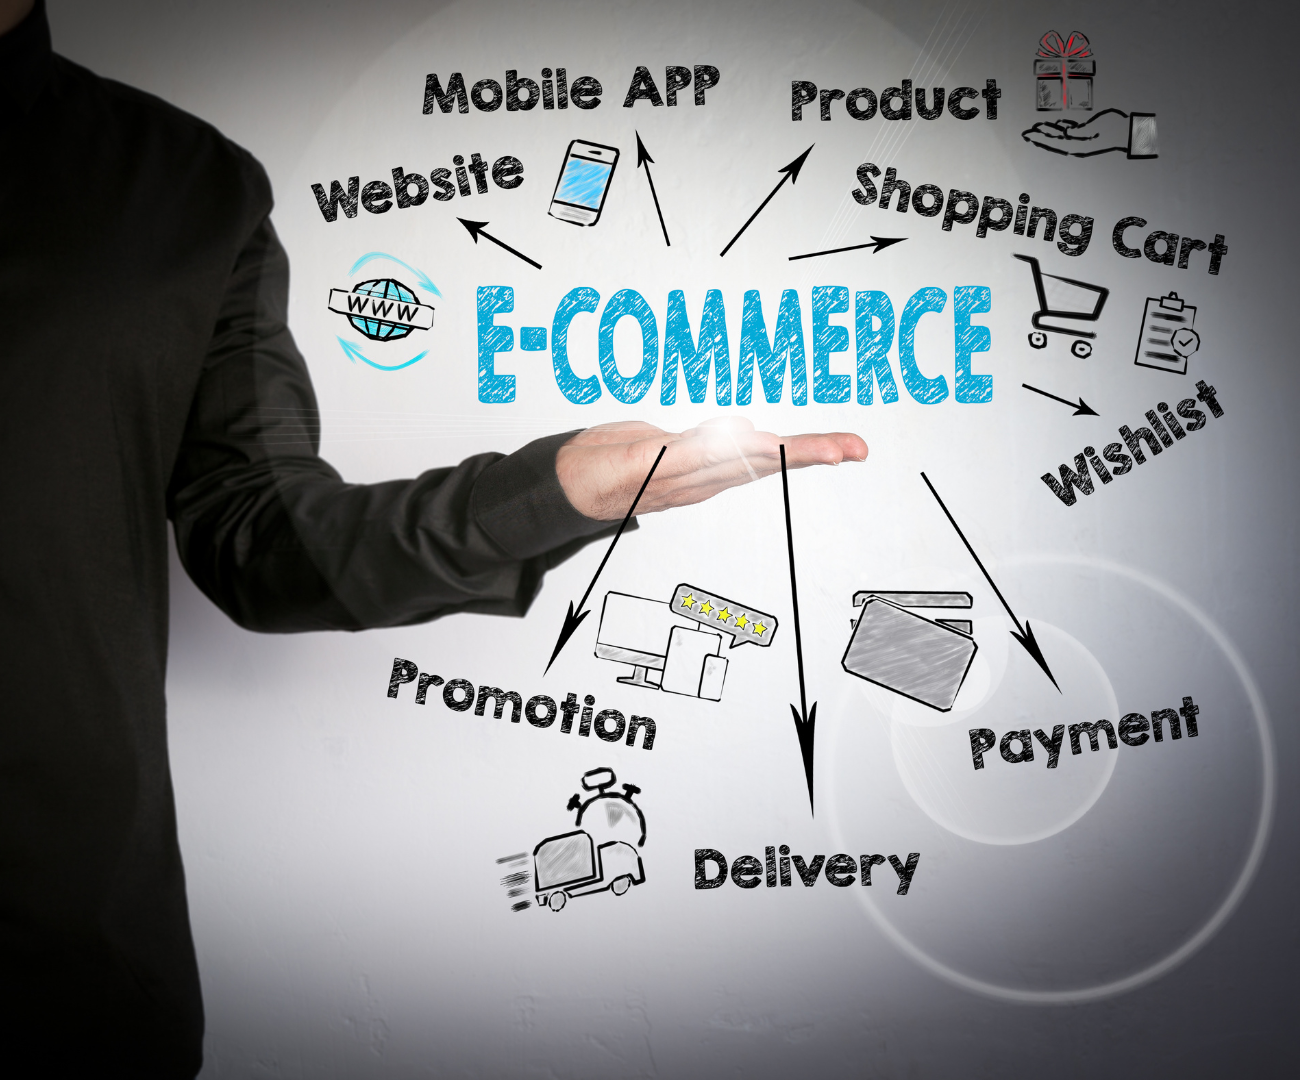 Mobile APP
Product
Website
Shopping Cart
WWW
E-COMMERCE
Wishlist
Promotion
Payment
Delivery